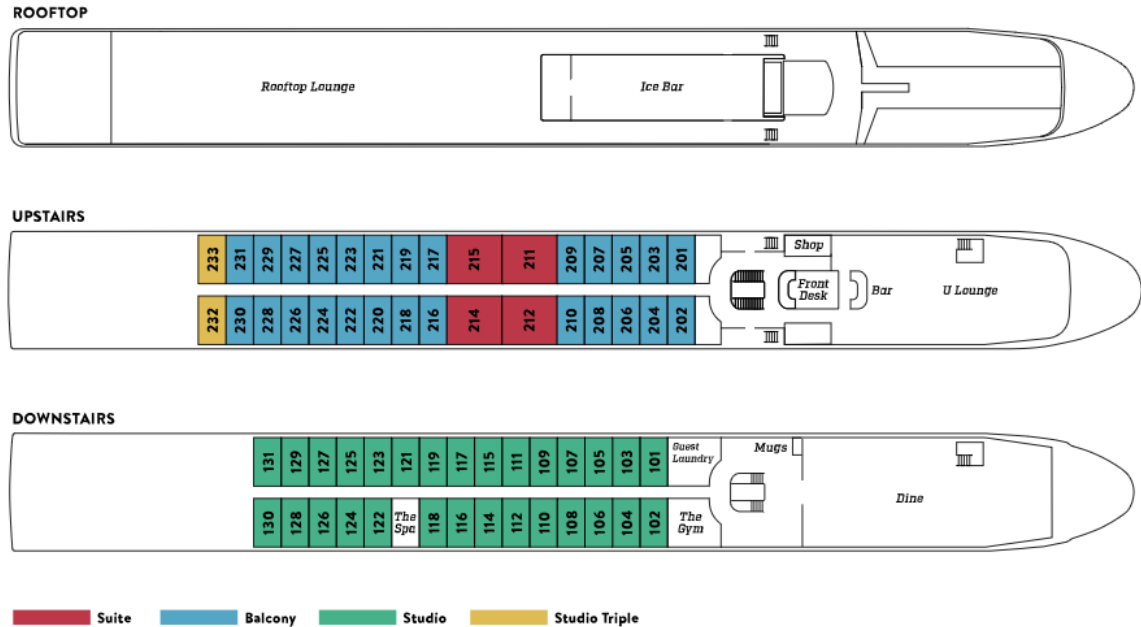 ROOFTOP
Rooftop Lounge
Ice Bar
UPSTAIRS
233 231 229 227 225 223 221 219 217 215 211 209 207 205 203 201
Shop
Front
Desk
Bar
U Lounge
232 230 228 226 224 222 220 218 216 214 212 210 208 206 204 202
DOWNSTAIRS
131 129 127 125 123 121 119 117 115 111 109 107 105 103 101
Guest
Laundry
Mugs
Dine
130 128 126 124 122
The
Spa
118 116 114 112 110 108 106 104 102
The
Gym
Suite
Balcony
Studio
Studio Triple